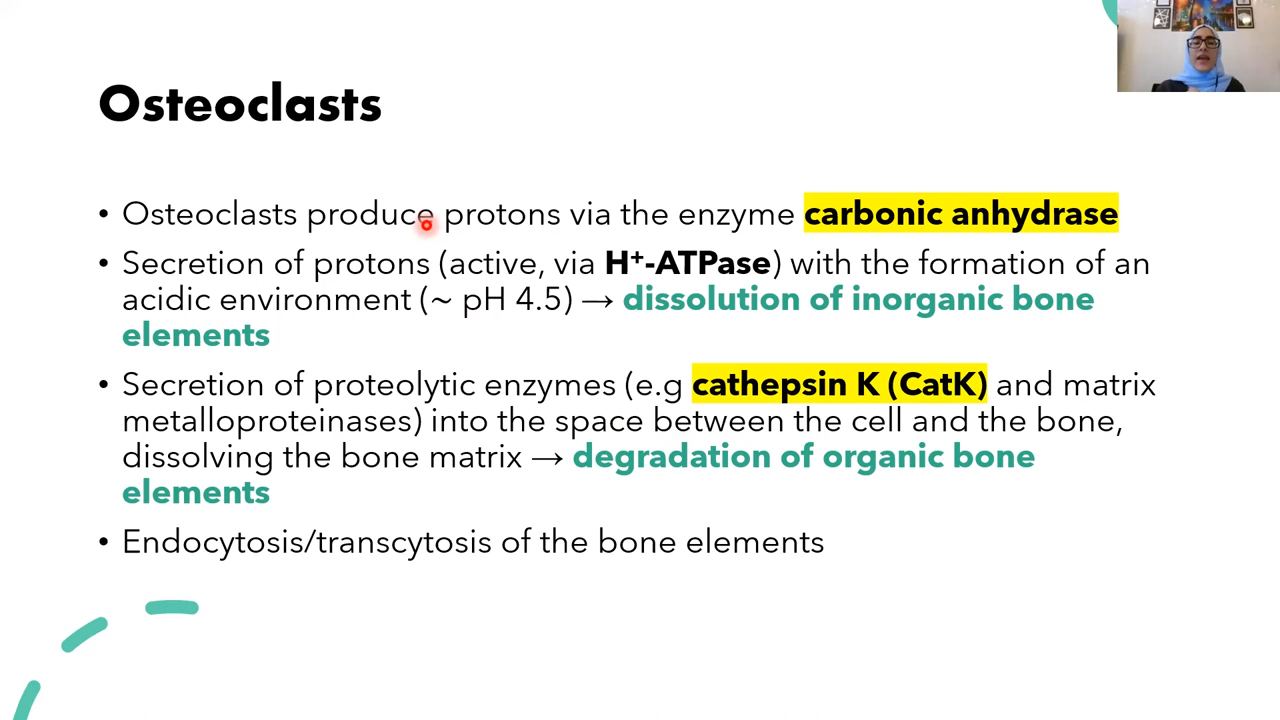 Osteoclasts
• Osteoclasts produce protons via the enzyme carbonic anhydrase
• Secretion of protons (active, via H⁺-ATPase) with the formation of an
acidic environment (~ pH 4.5) → dissolution of inorganic bone
elements
• Secretion of proteolytic enzymes (e.g cathepsin K (CatK) and matrix
metalloproteinases) into the space between the cell and the bone,
dissolving the bone matrix → degradation of organic bone
elements
• Endocytosis/transcytosis of the bone elements